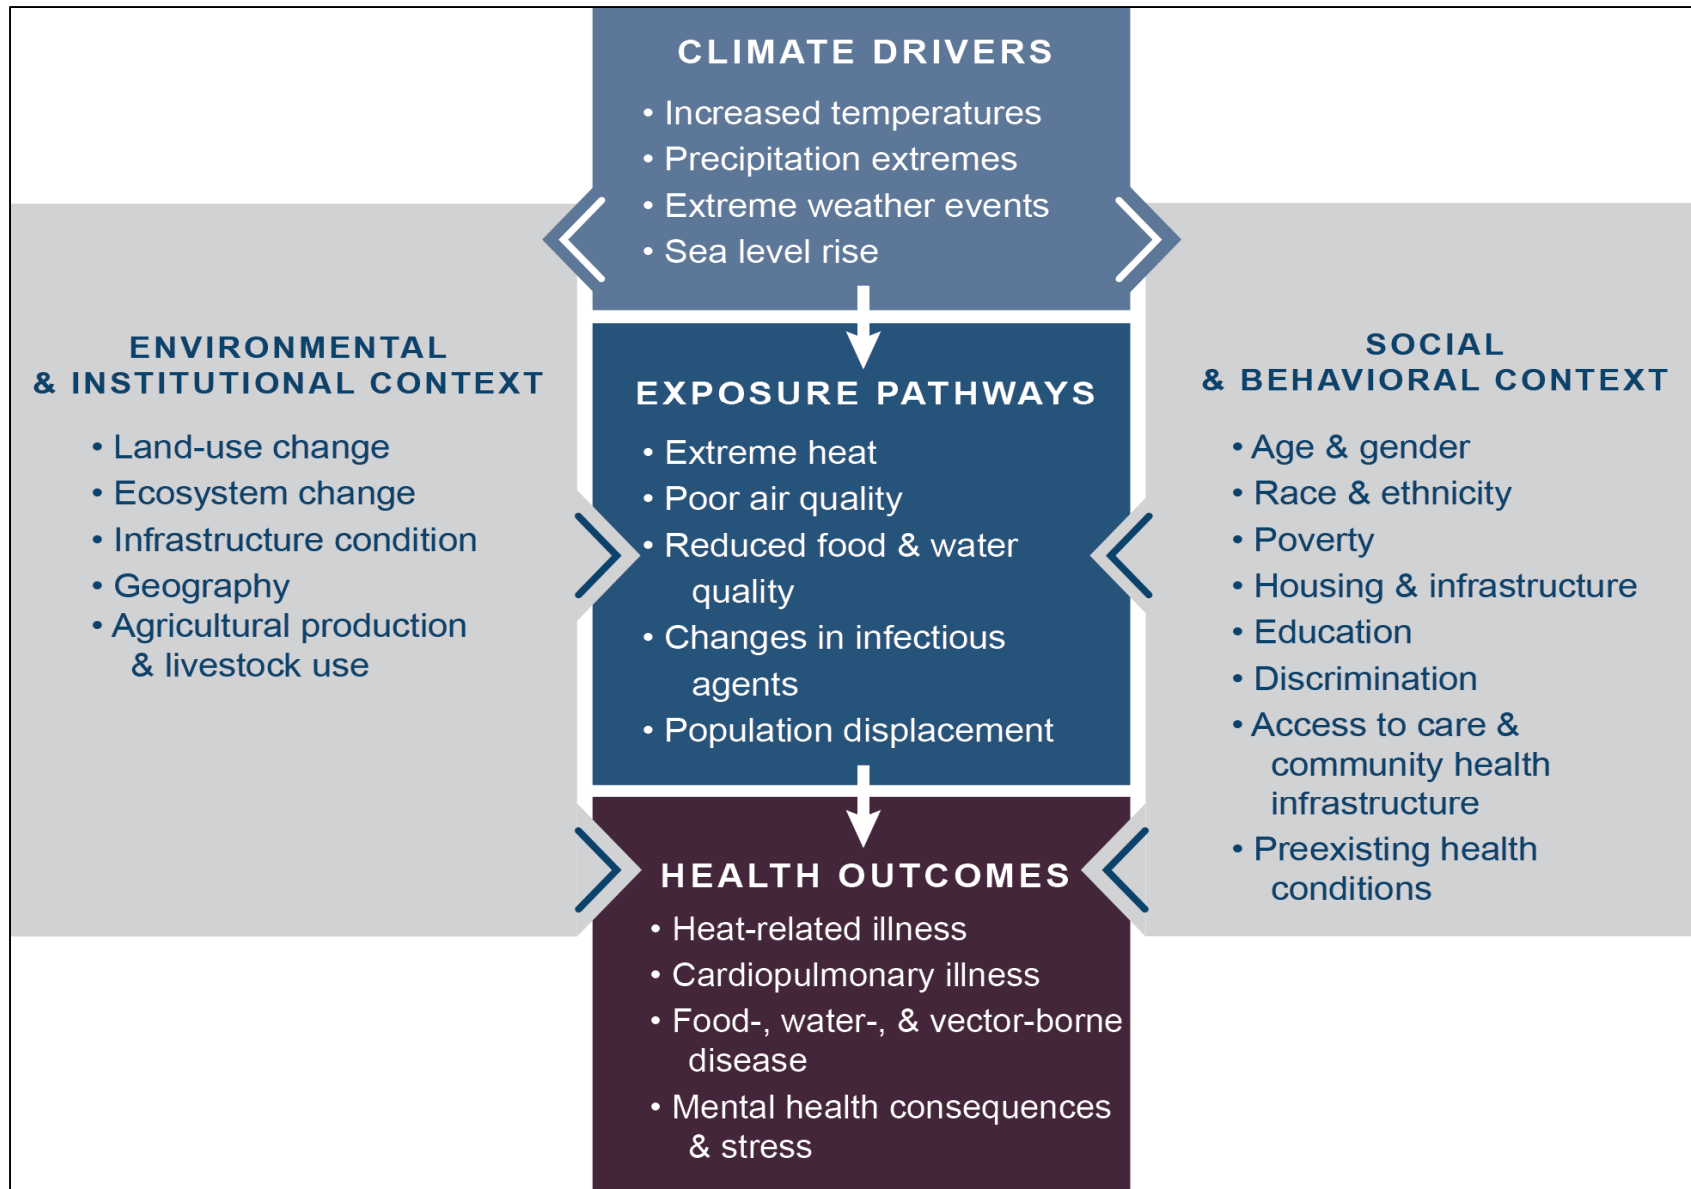 CLIMATE DRIVERS
• Increased temperatures
• Precipitation extremes
• Extreme weather events
• Sea level rise
ENVIRONMENTAL
& INSTITUTIONAL CONTEXT
• Land-use change
• Ecosystem change
• Infrastructure condition
• Geography
• Agricultural production
& livestock use
EXPOSURE PATHWAYS
• Extreme heat
• Poor air quality
• Reduced food & water
quality
• Changes in infectious
agents
• Population displacement
SOCIAL
& BEHAVIORAL CONTEXT
• Age & gender
• Race & ethnicity
• Poverty
• Housing & infrastructure
• Education
• Discrimination
• Access to care &
community health
infrastructure
• Preexisting health
conditions
HEALTH OUTCOMES
• Heat-related illness
• Cardiopulmonary illness
• Food-, water-, & vector-borne
disease
• Mental health consequences
& stress